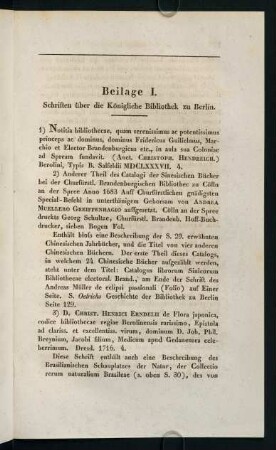 Beilage I.
Schriften über die Königliche Bibliothek zu Berlin.
1) Notitia bibliothecae, quam serenissimus ac potentissimus
princeps ac dominus, dominus Fridericus Guilielmus, Mar-
chio et Elector Brandenburgicus etc., in aula sua Coloniae
ad Spream fundavit. (Auct. CHRISTOPH. HENDREICH.)
Berolini, Typis B. Salfeldii MDCLXXXVII. 4.
2) Anderer Theil des Catalogi der Sinesischen Bücher
bei der Churfürstl. Brandenburgischen Bibliothec zu Cölln
an der Spree Anno 1683 Auff Churfürstlichen gnädigsten
Special-Befehl in unterthänigem Gehorsam von ANDREA
MUELLERO GREIFFENHAGIO auffgesetzt. Cölln an der Spree
druckts Georg Schultze, Churfürstl. Brandenb. Hoff-Buch-
drucker, sieben Bogen Fol.
Enthält blofs eine Beschreibung der S. 29. erwähnten
Chinesischen Jahrbücher, und die Titel von vier anderen
Chinesischen Büchern. Der erste Theil dieses Catalogs,
in welchem 24 Chinesische Bücher aufgezählt werden,
steht unter dem Titel: Catalogus librorum Sinicorum
Bibliothecae electoral. Brand., am Ende der Schrift des
Andreas Müller de eclipsi passionali (Folio) auf Einer
Seite. S. Oelrichs Geschichte der Bibliothek zu Berlin
Seite 129.
3) D. CHRIST. HENRICI ERNDELII de Flora japonica,
codice bibliothecae regiae Berolinensis rarissimo, Epistola
ad clarist. et excellentiss. virum, dominum D. Joh. Phil.
Breynium, Jacobi filium, Medicum apud Gedanenses cele-
berrimum. Dresd. 1716. 4.
Diese Schrift enthält auch eine Beschreibung des
Brasilianischen Schauplatzes der Natur, der Collectio
rerum naturalium Brasiliae (s. oben S. 30), des von